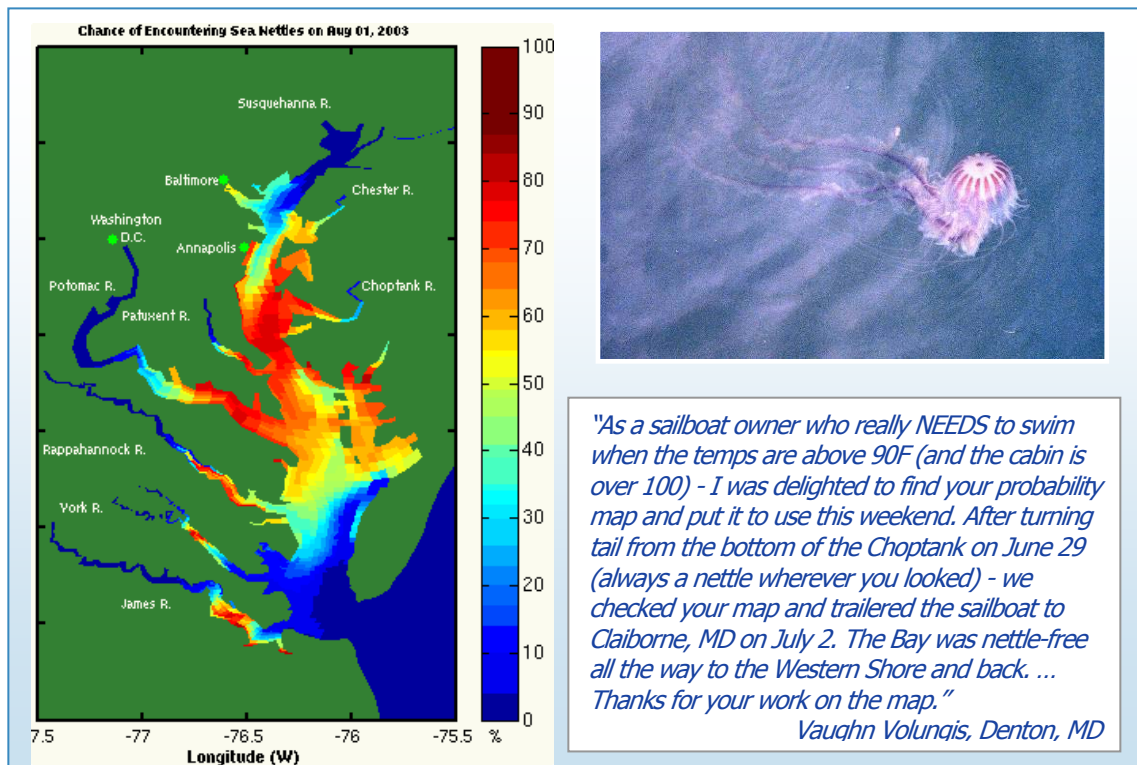 Chance of Encountering Sea Nettles on Aug 01, 2003
Susquehanna R.
Baltimore
Chester R.
Washington
D.C.
Annapolis
Potomac R.
Choptank R.
Patuxent R.
Rappahannock R.
York R.
James R.
100
90
80
70
60
50
40
30
20
10
0
7.5 -77 -76.5 -76 -75.5 %
Longitude (W)
“As a sailboat owner who really NEEDS to swim
when the temps are above 90F (and the cabin is
over 100) - I was delighted to find your probability
map and put it to use this weekend. After turning
tail from the bottom of the Choptank on June 29
(always a nettle wherever you looked) - we
checked your map and trailered the sailboat to
Claiborne, MD on July 2. The Bay was nettle-free
all the way to the Western Shore and back. ...
Thanks for your work on the map.”
Vaughn Volungis, Denton, MD